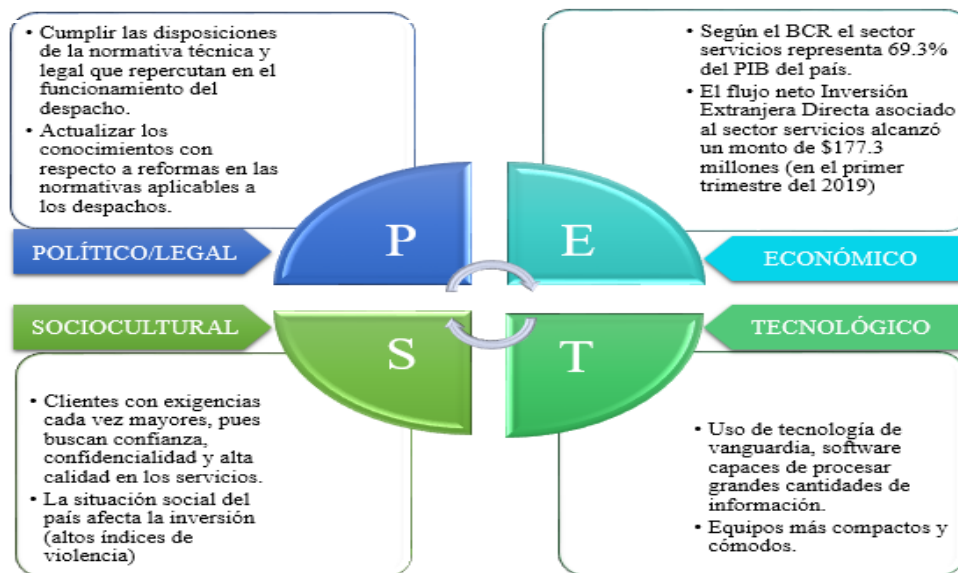 • Cumplir las disposiciones
de la normativa técnica y
legal que repercutan en el
funcionamiento del
despacho.
• Actualizar los
conocimientos con
respecto a reformas en las
normativas aplicables a
los despachos.
POLÍTICO/LEGAL
P
• Según el BCR el sector
servicios representa 69.3%
del PIB del país.
• El flujo neto Inversión
Extranjera Directa asociado
al sector servicios alcanzó
un monto de $177.3
millones (en el primer
trimestre del 2019)
E
ECONÓMICO
SOCIOCULTURAL
S
• Clientes con exigencias
cada vez mayores, pues
buscan confianza,
confidencialidad y alta
calidad en los servicios.
• La situación social del
país afecta la inversión
(altos índices de
violencia)
T
TECNOLÓGICO
• Uso de tecnología de
vanguardia, software
capaces de procesar
grandes cantidades de
información.
• Equipos más compactos y
cómodos.